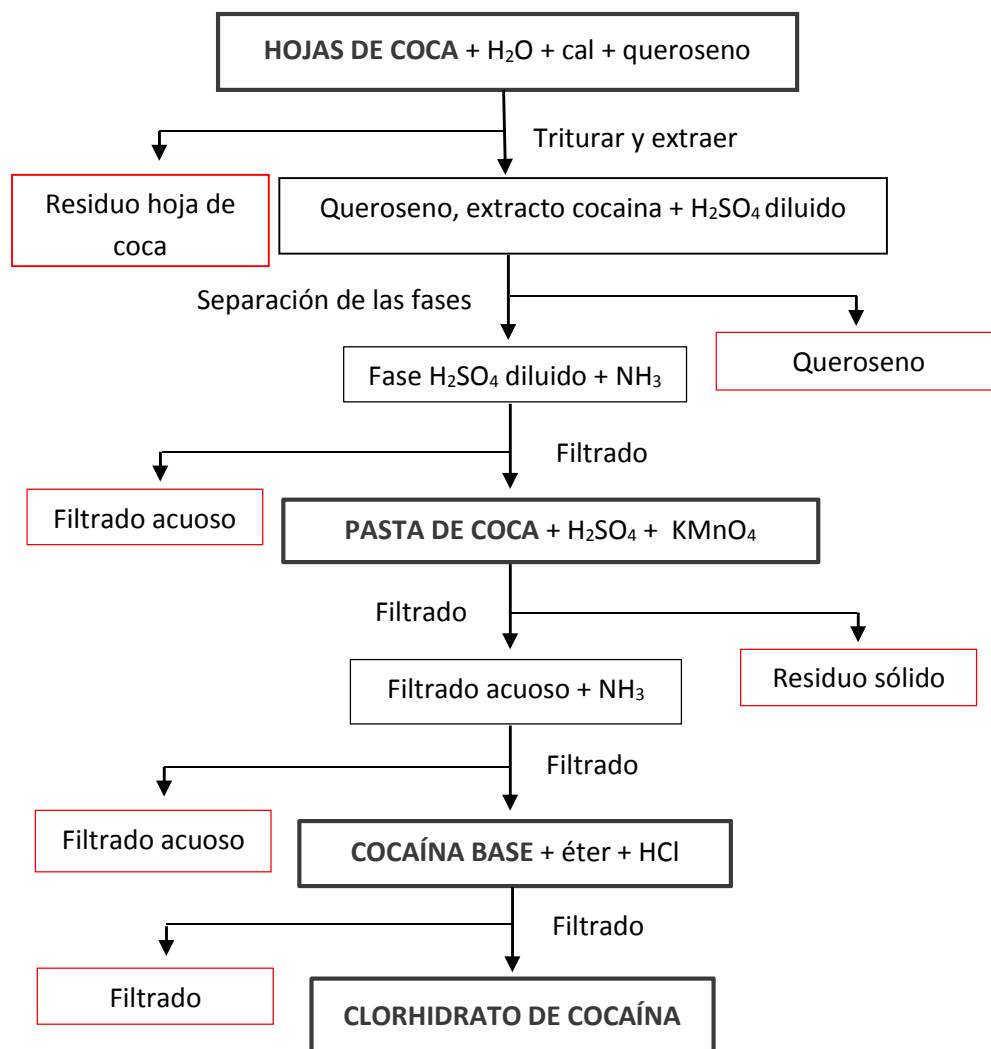 HOJAS DE COCA + H₂O + cal + queroseno
Triturar y extraer
Residuo hoja de
coca
Queroseno, extracto cocaina + H₂SO₄ diluido
Separación de las fases
Queroseno
Fase H₂SO₄ diluido + NH₃
Filtrado
Filtrado acuoso
PASTA DE COCA + H₂SO₄ + KMnO₄
Filtrado
Residuo sólido
Filtrado acuoso + NH₃
Filtrado
Filtrado acuoso
COCAÍNA BASE + éter + HCl
Filtrado
Filtrado
CLORHIDRATO DE COCAÍNA